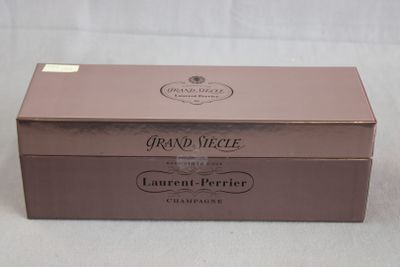 GRAND SIÈCLE
Laurent-Perrier
GRAND SIÈCLE
Laurent-Perrier
CHAMPAGNE